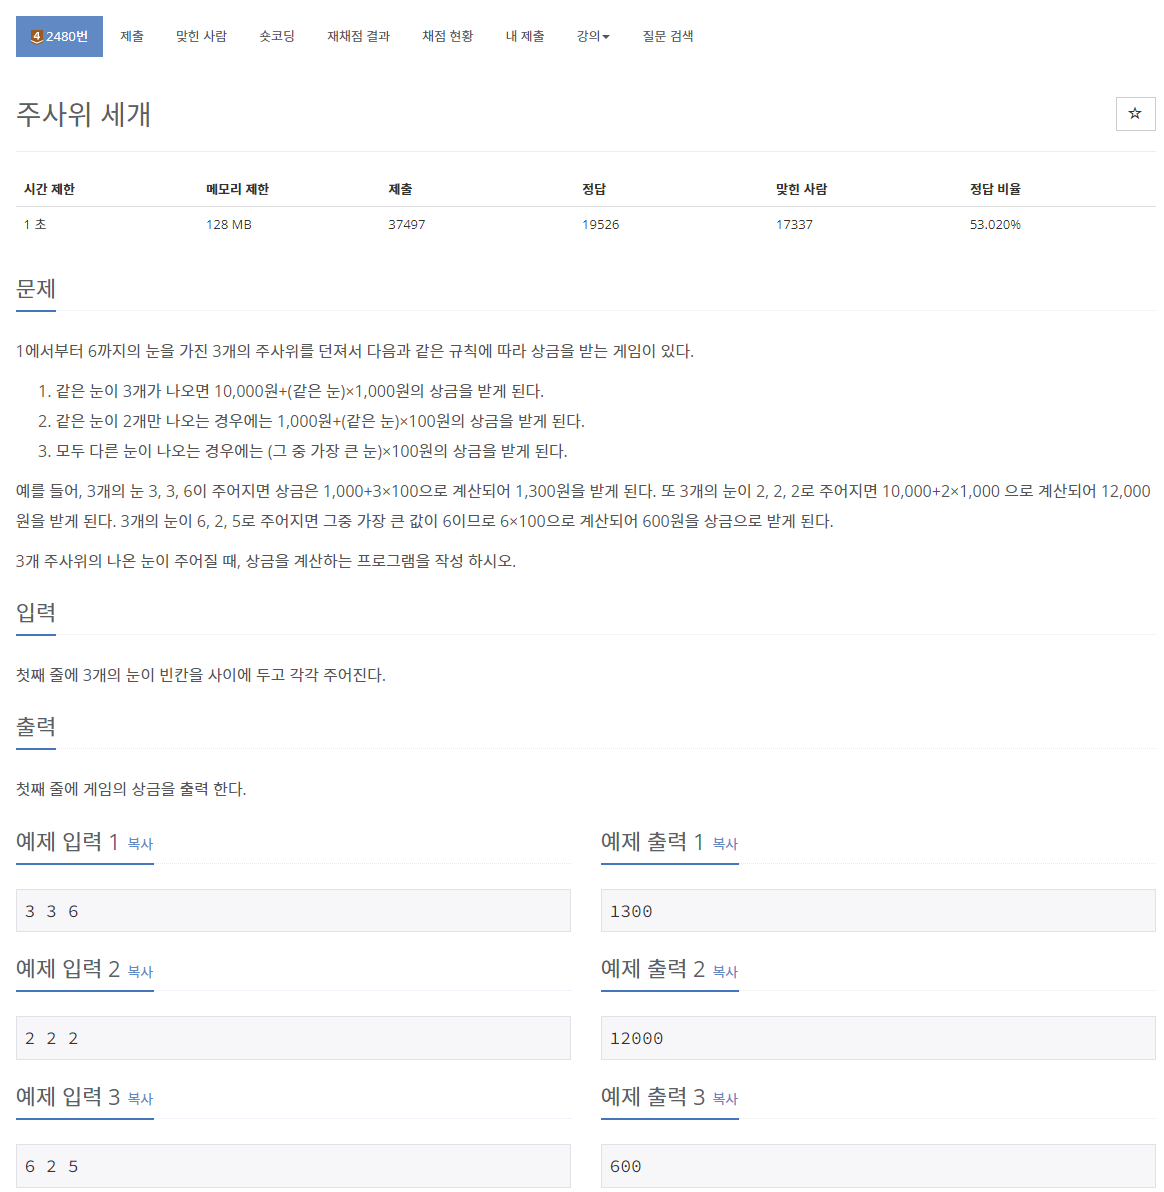 4 2480번 제출 맞힌 사람 숏코딩 재채점 결과 채점 현황 내 제출 강의 질문 검색
주사위 세개
시간 제한 메모리 제한 제출 정답 맞힌 사람 정답 비율
1 초 128 MB 37497 19526 17337 53.020%
문제
1에서부터 6까지의 눈을 가진 3개의 주사위를 던져서 다음과 같은 규칙에 따라 상금을 받는 게임이 있다.
1. 같은 눈이 3개가 나오면 10,000원+(같은 눈)×1,000원의 상금을 받게 된다.
2. 같은 눈이 2개만 나오는 경우에는 1,000원+(같은 눈)×100원의 상금을 받게 된다.
3. 모두 다른 눈이 나오는 경우에는 (그 중 가장 큰 눈)×100원의 상금을 받게 된다.
예를 들어, 3개의 눈 3, 3, 6이 주어지면 상금은 1,000+3×100으로 계산되어 1,300원을 받게 된다. 또 3개의 눈이 2, 2, 2로 주어지면 10,000+2×1,000 으로 계산되어 12,000
원을 받게 된다. 3개의 눈이 6, 2, 5로 주어지면 그중 가장 큰 값이 6이므로 6×100으로 계산되어 600원을 상금으로 받게 된다.
3개 주사위의 나온 눈이 주어질 때, 상금을 계산하는 프로그램을 작성 하시오.
입력
첫째 줄에 3개의 눈이 빈칸을 사이에 두고 각각 주어진다.
출력
첫째 줄에 게임의 상금을 출력 한다.
예제 입력 1 복사
3 3 6
예제 출력 1 복사
1300
예제 입력 2 복사
2 2 2
예제 출력 2 복사
12000
예제 입력 3 복사
6 2 5
예제 출력 3 복사
600